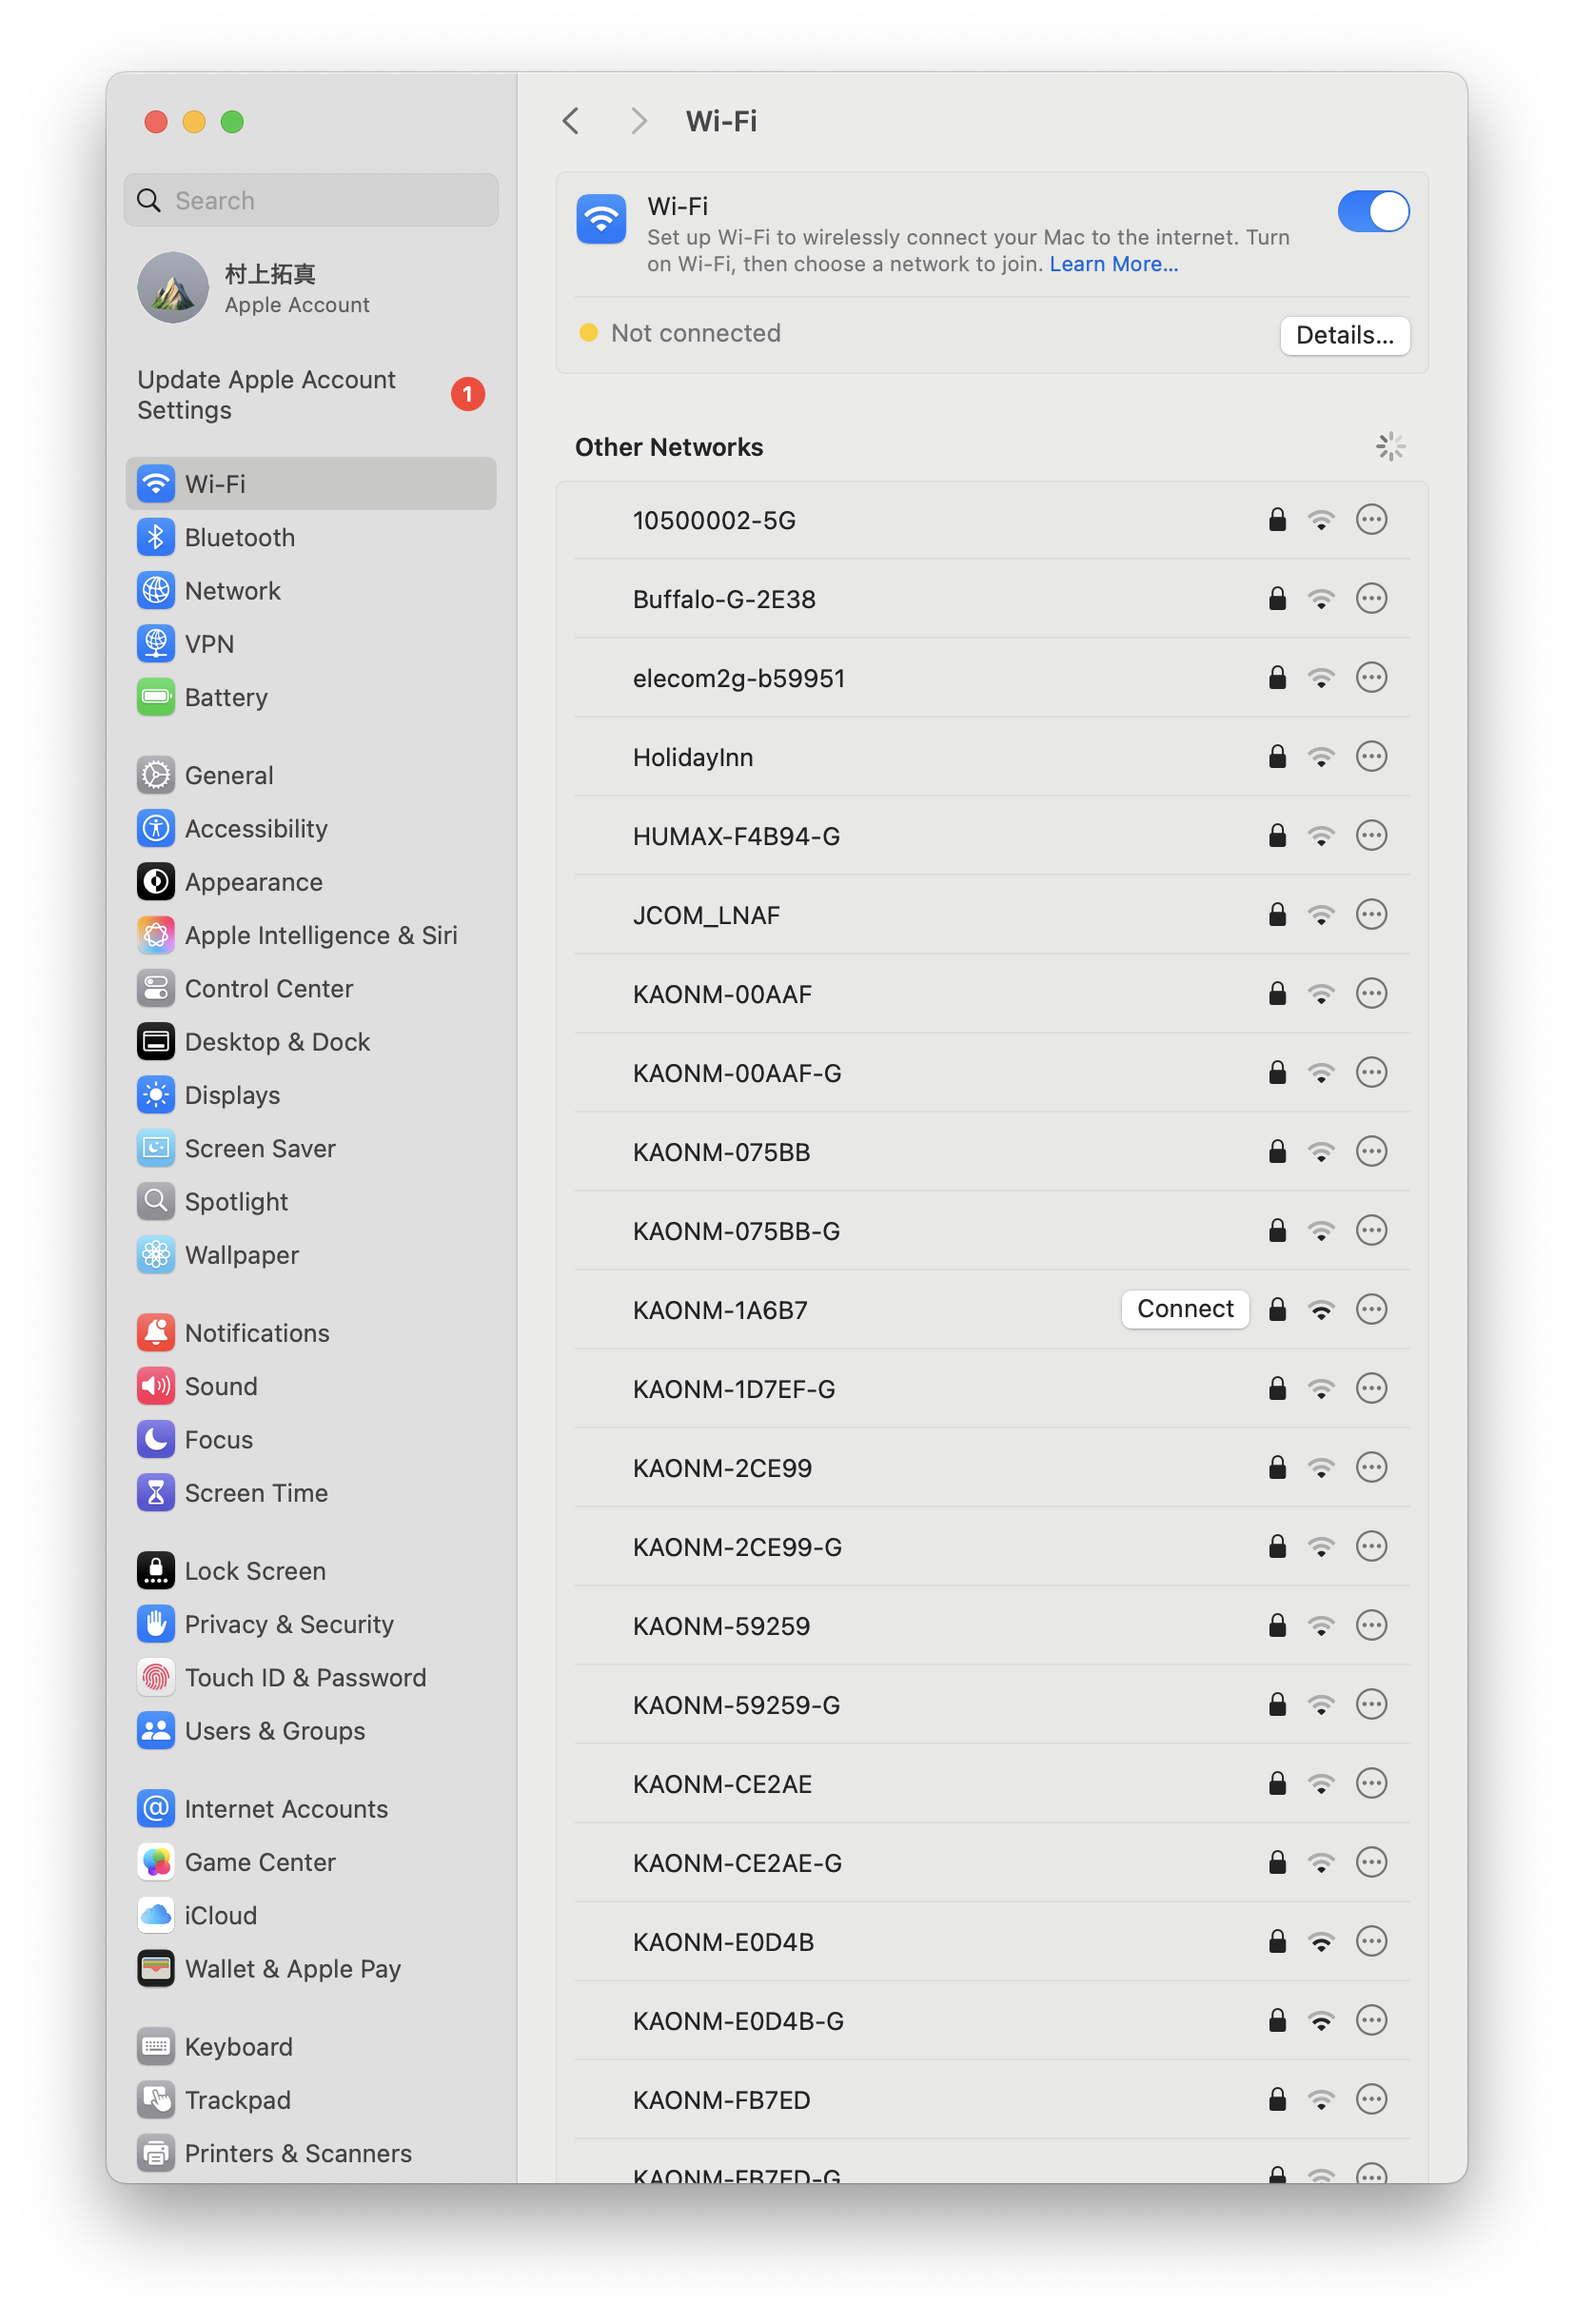 Wi-Fi
Search
村上拓真
Apple Account
Update Apple Account
Settings
1
Wi-Fi
Bluetooth
Network
VPN
Battery
General
Accessibility
Appearance
Apple Intelligence & Siri
Control Center
Desktop & Dock
Displays
Screen Saver
Spotlight
Wallpaper
Notifications
Sound
Focus
Screen Time
Lock Screen
Privacy & Security
Touch ID & Password
Users & Groups
Internet Accounts
Game Center
iCloud
Wallet & Apple Pay
Keyboard
Trackpad
Printers & Scanners
Wi-Fi
Set up Wi-Fi to wirelessly connect your Mac to the internet. Turn
on Wi-Fi, then choose a network to join. Learn More...
Not connected
Details...
Other Networks
10500002-5G
Buffalo-G-2E38
elecom2g-b59951
HolidayInn
HUMAX-F4B94-G
JCOM_LNAF
KAONM-00AAF
KAONM-00AAF-G
KAONM-075BB
KAONM-075BB-G
KAONM-1A6B7 Connect
KAONM-1D7EF-G
KAONM-2CE99
KAONM-2CE99-G
KAONM-59259
KAONM-59259-G
KAONM-CE2AE
KAONM-CE2AE-G
KAONM-E0D4B
KAONM-E0D4B-G
KAONM-FB7ED
KAONM-FB7ED-G